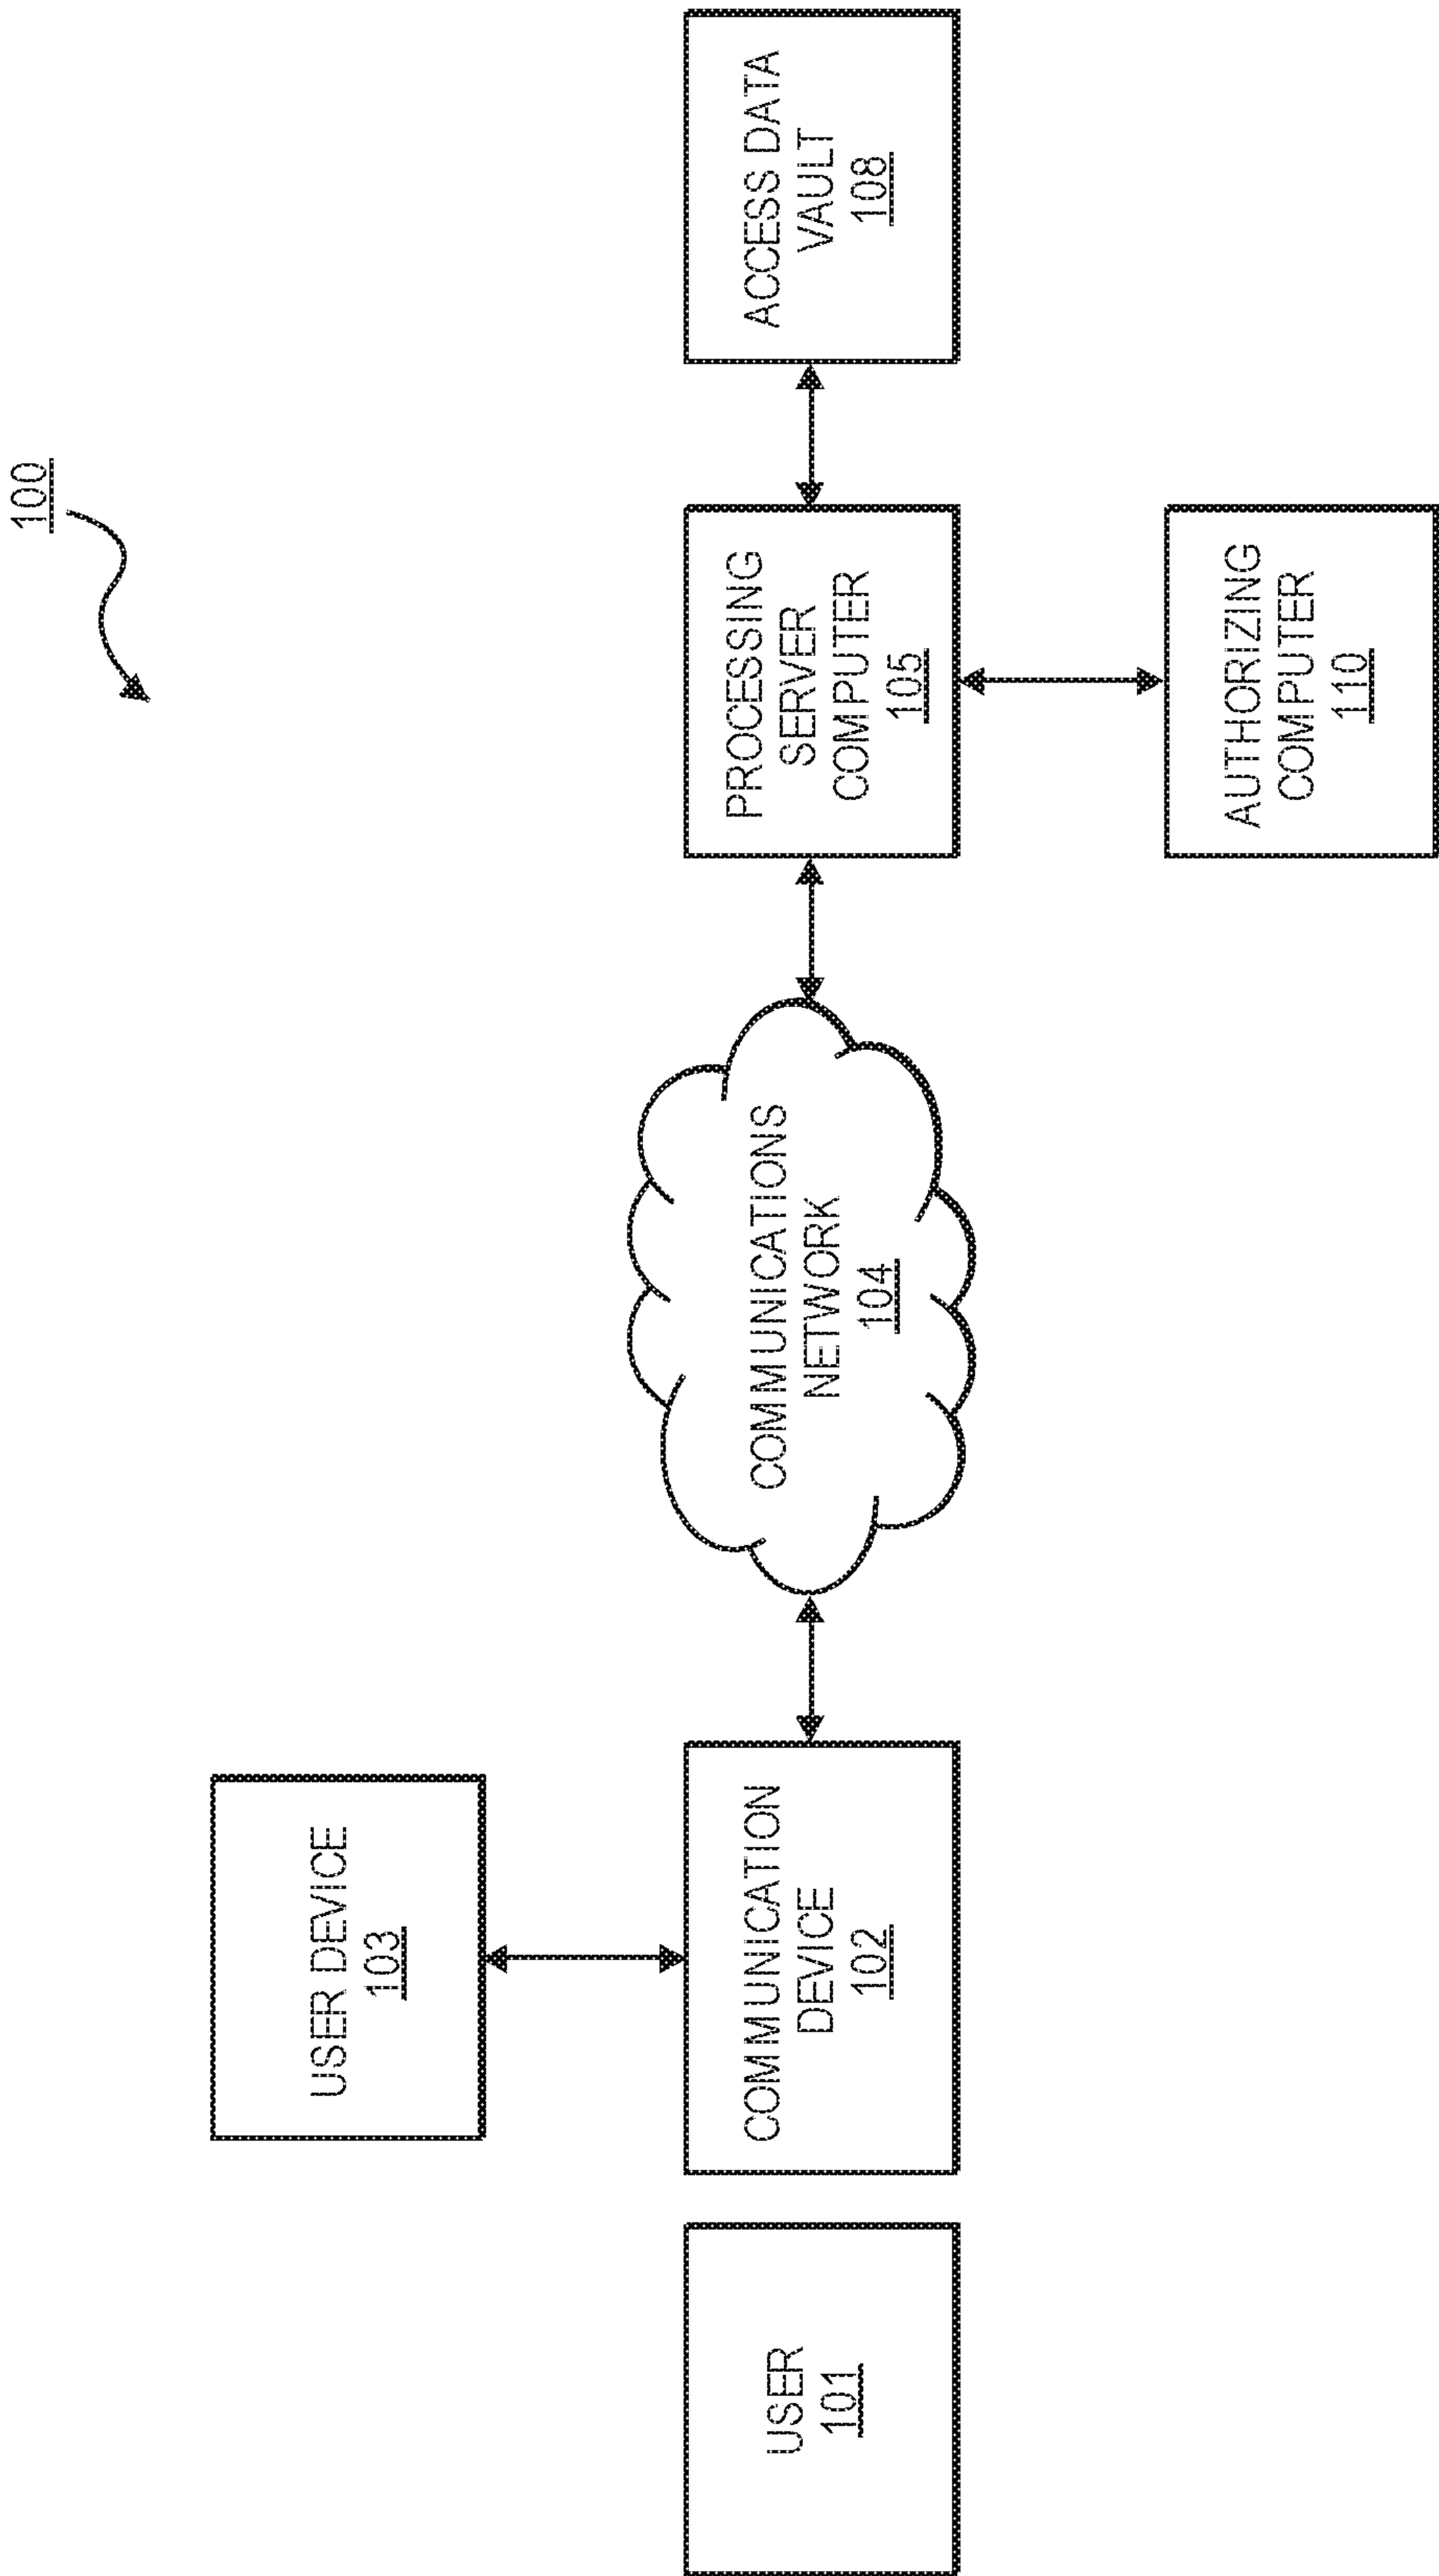 100
USER DEVICE
103
USER
101
COMMUNICATION
DEVICE
102
COMMUNICATIONS
NETWORK
104
PROCESSING
SERVER
COMPUTER
105
ACCESS DATA
VAULT
108
AUTHORIZING
COMPUTER
110